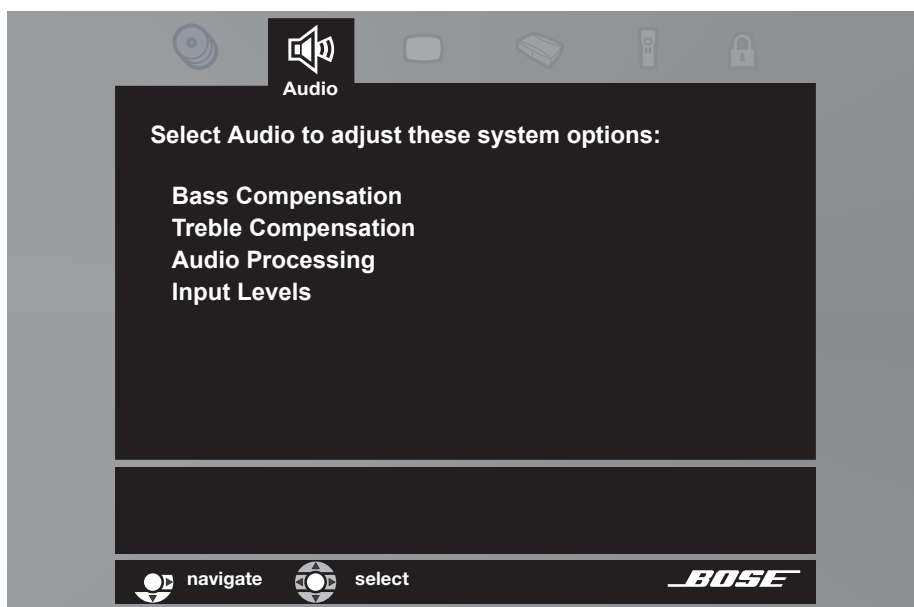 Audio
Select Audio to adjust these system options:
Bass Compensation
Treble Compensation
Audio Processing
Input Levels
navigate select BOSE